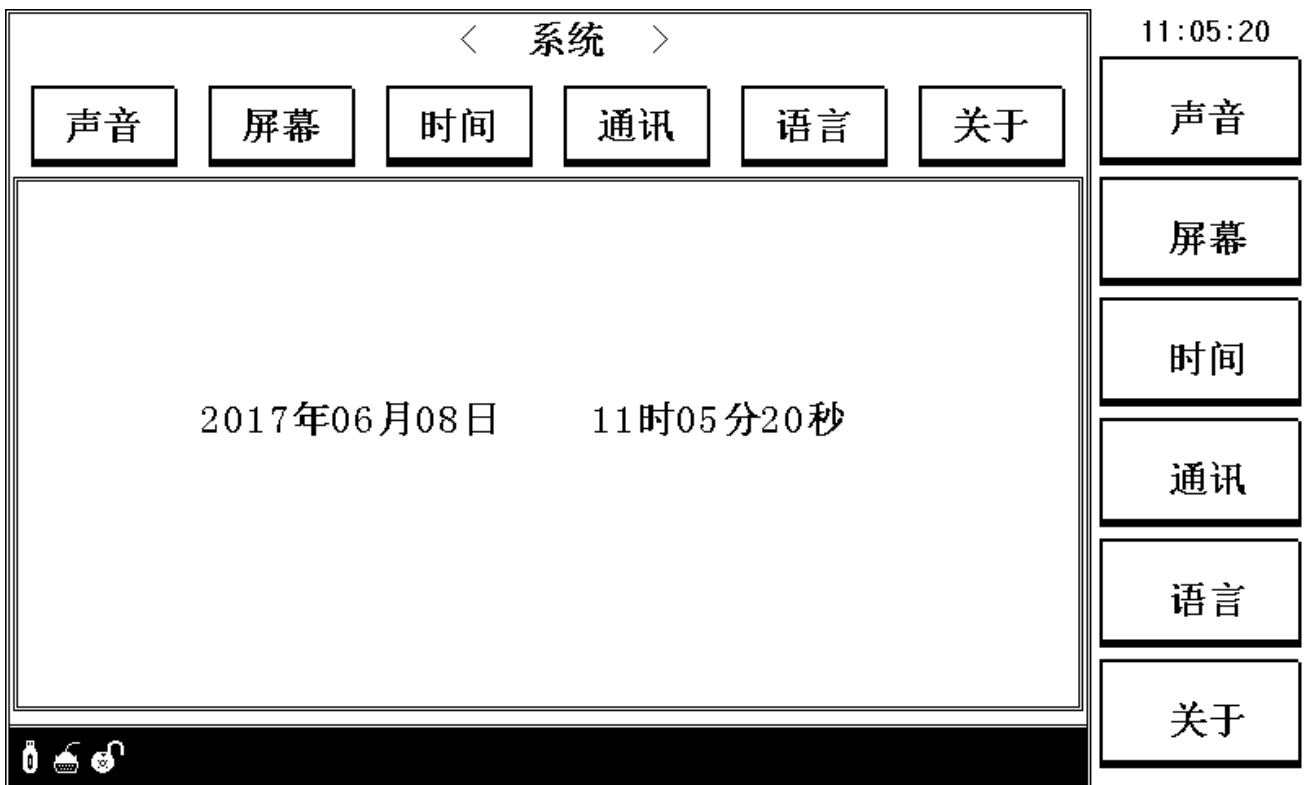 < 系统 >
11:05:20
声音 屏幕 时间 通讯 语言 关于
声音
屏幕
时间
2017年06月08日 11时05分20秒
通讯
语言
关于